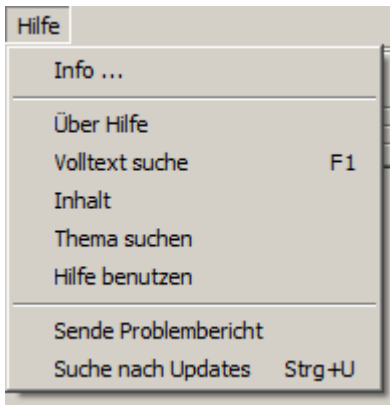 Hilfe
Info ...
Über Hilfe
Volltext suche F1
Inhalt
Thema suchen
Hilfe benutzen
Sende Problembericht
Suche nach Updates Strg+U